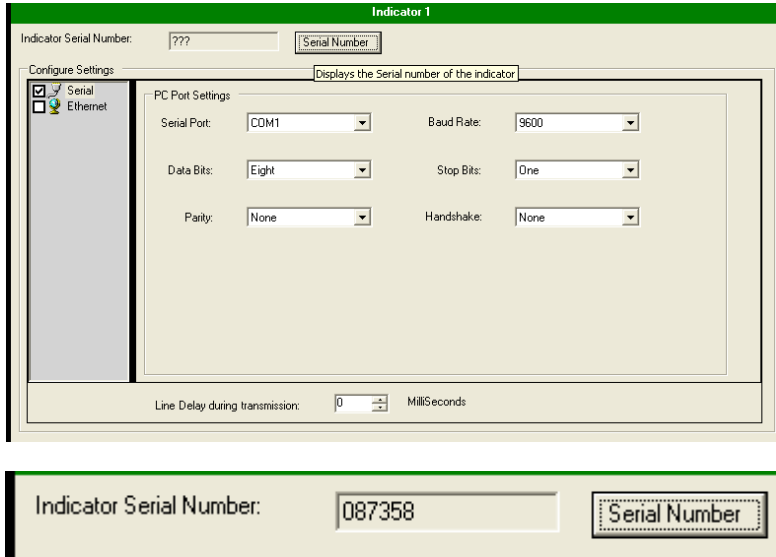 Indicator 1
Indicator Serial Number: ??? Serial Number
Displays the Serial number of the indicator
Configure Settings
Serial
Ethernet
PC Port Settings
Serial Port: COM1 Baud Rate: 9600
Data Bits: Eight Stop Bits: One
Parity: None Handshake: None
Line Delay during transmission: 0 MilliSeconds
Indicator Serial Number: 087358 Serial Number